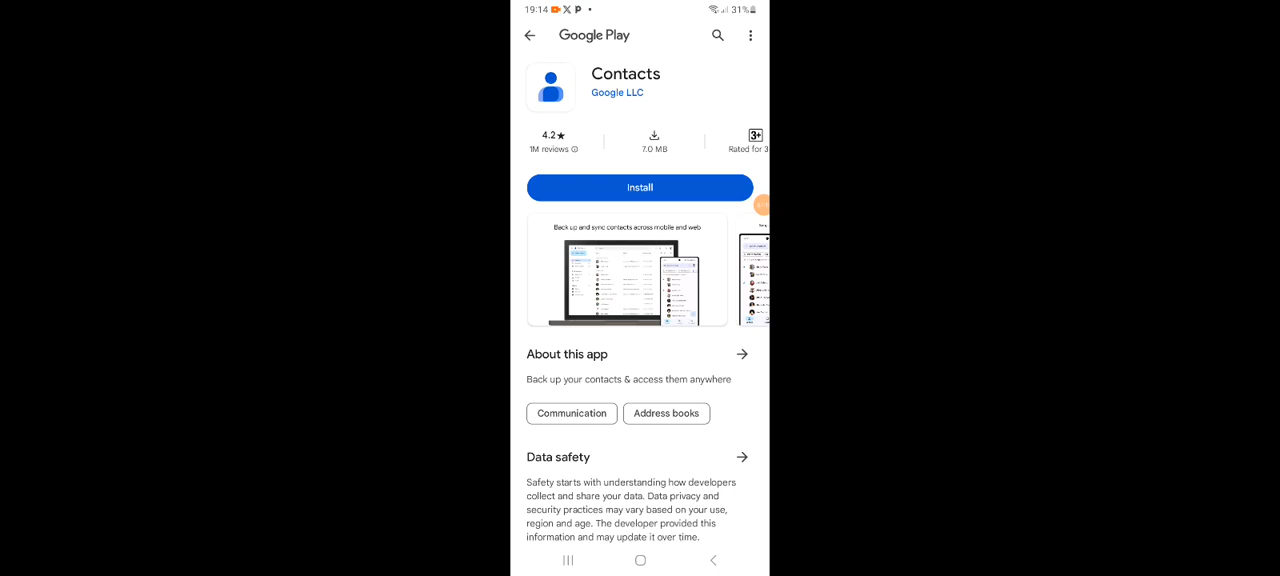 19:14 31%
Google Play
Contacts
Google LLC
4.2★
1M reviews
7.0 MB
3+
Rated for 3
Install
Back up and sync contacts across mobile and web
About this app
Back up your contacts & access them anywhere
Communication
Address books
Data safety
Safety starts with understanding how developers
collect and share your data. Data privacy and
security practices may vary based on your use,
region and age. The developer provided this
information and may update it over time.